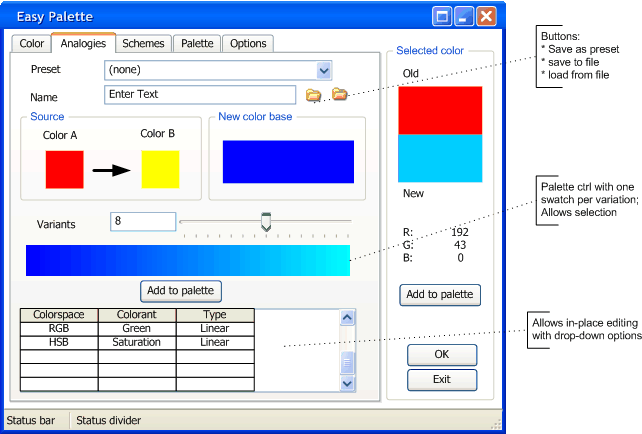 Easy Palette
Color
Analogies
Schemes
Palette
Options
Preset
(none)
Name
Enter Text
Source
Color A
Color B
New color base
Variants
8
Add to palette
Colorspace Colorant Type
RGB Green Linear
HSB Saturation Linear
Selected color
Old
New
R: 192
G: 43
B: 0
Add to palette
OK
Exit
Status bar
Status divider
Buttons:
* Save as preset
* save to file
* load from file
Palette ctrl with one
swatch per variation;
Allows selection
Allows in-place editing
with drop-down options